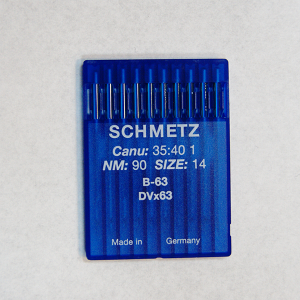 SCHMETZ
Canu: 35:40 1
NM: 90 SIZE: 14
B-63
DVx63
Made in Germany